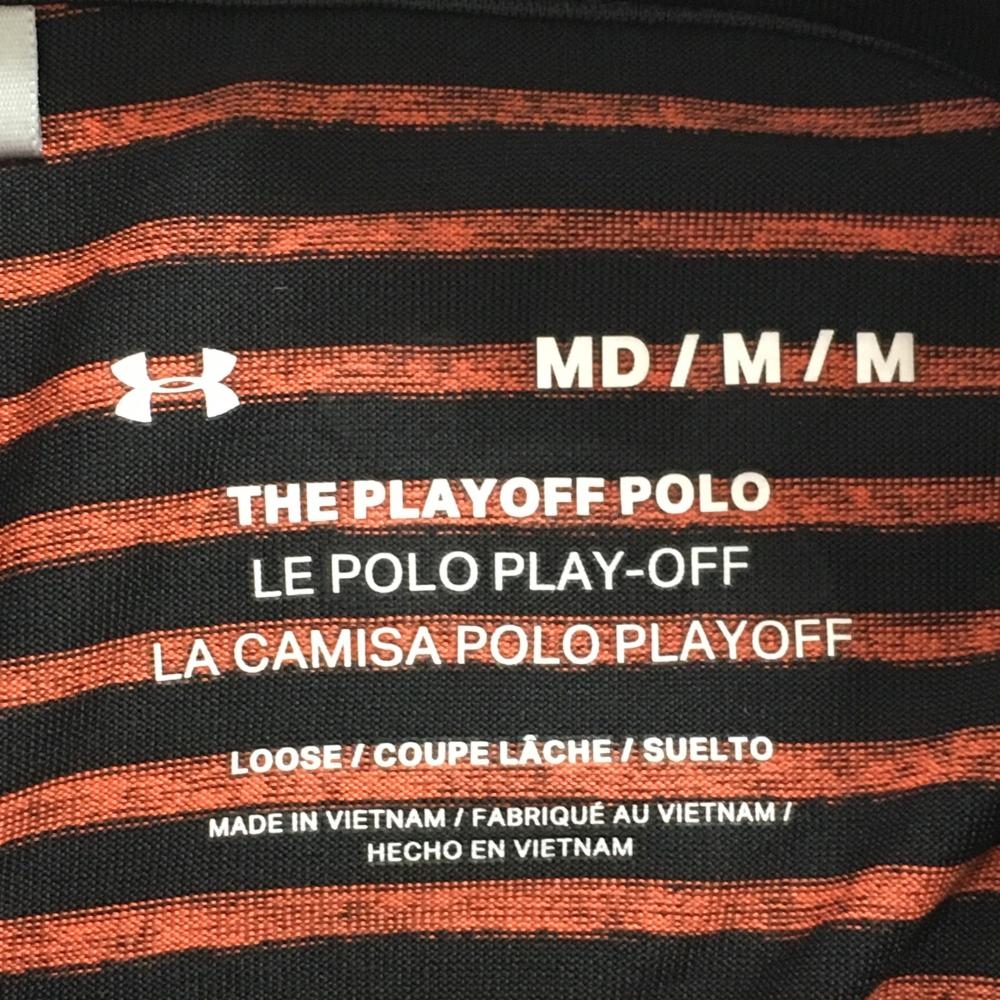 MD / M / M
THE PLAYOFF POLO
LE POLO PLAY-OFF
LA CAMISA POLO PLAYOFF
LOOSE / COUPE LÂCHE / SUELTO
MADE IN VIETNAM / FABRIQUÉ AU VIETNAM /
HECHO EN VIETNAM